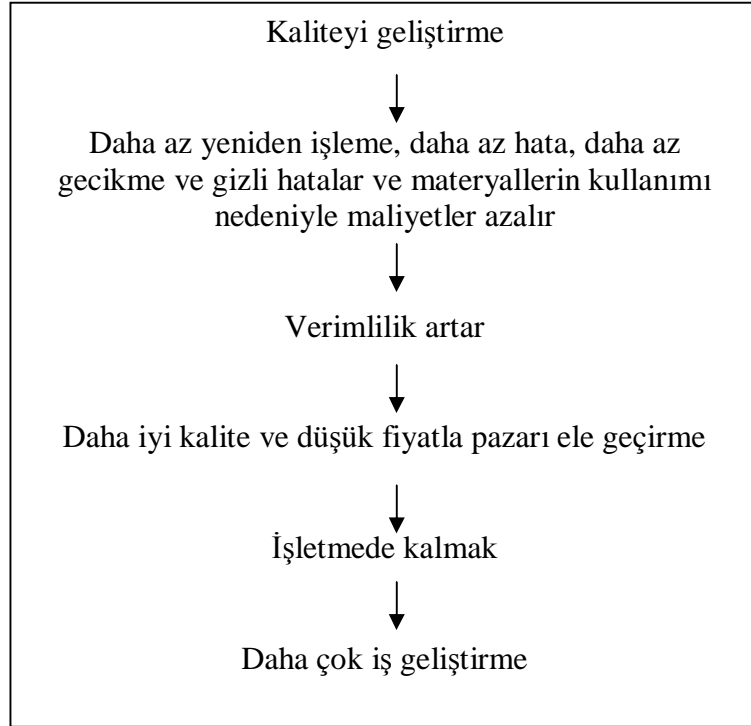 Kaliteyi geliştirme
Daha az yeniden işleme, daha az hata, daha az
gecikme ve gizli hatalar ve materyallerin kullanımı
nedeniyle maliyetler azalır
Verimlilik artar
Daha iyi kalite ve düşük fiyatla pazarı ele geçirme
İşletmede kalmak
Daha çok iş geliştirme